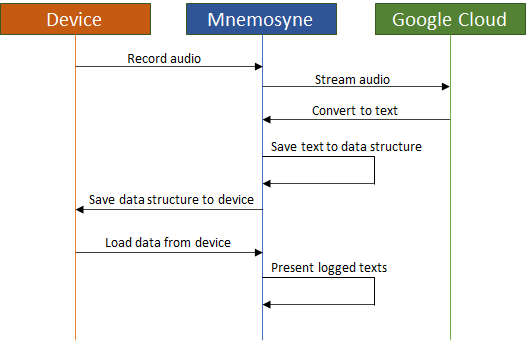 Device
Mnemosyne
Google Cloud
Record audio
Stream audio
Convert to text
Save text to data structure
Save data structure to device
Load data from device
Present logged texts